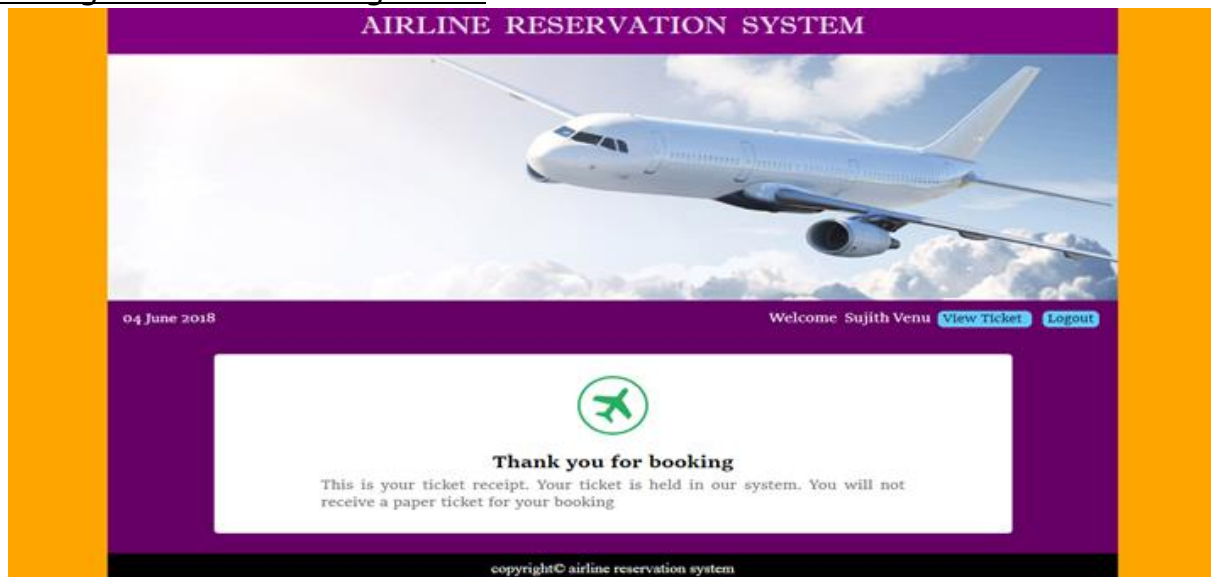 AIRLINE RESERVATION SYSTEM
04 June 2018
Welcome Sujith Venu View Ticket Logout
Thank you for booking
This is your ticket receipt. Your ticket is held in our system. You will not
receive a paper ticket for your booking
copyright© airline reservation system